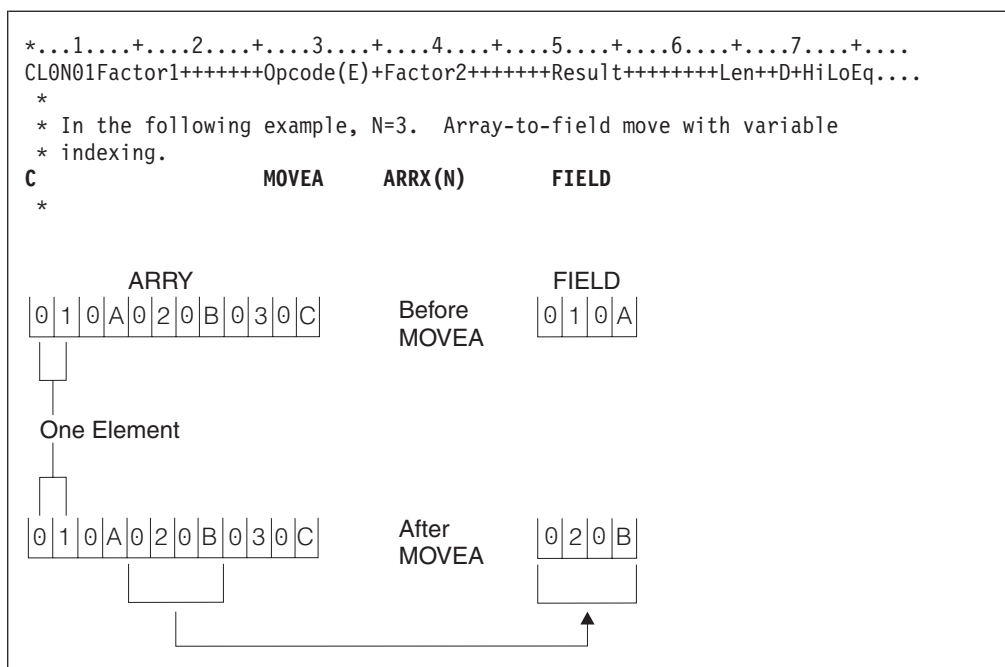 *...1....+....2....+....3....+....4....+....5....+....6....+....7....+....
CL0N01Factor1+++++++Opcode(E)+Factor2+++++++Result++++++++Len++D+HiLoEq....
*
* In the following example, N=3. Array-to-field move with variable
* indexing.
C MOVEA ARRX(N) FIELD
*
ARRY FIELD
0 1 0 A 0 2 0 B 0 3 0 C Before MOVEA 0 1 0 A
One Element
0 1 0 A 0 2 0 B 0 3 0 C After MOVEA 0 2 0 B